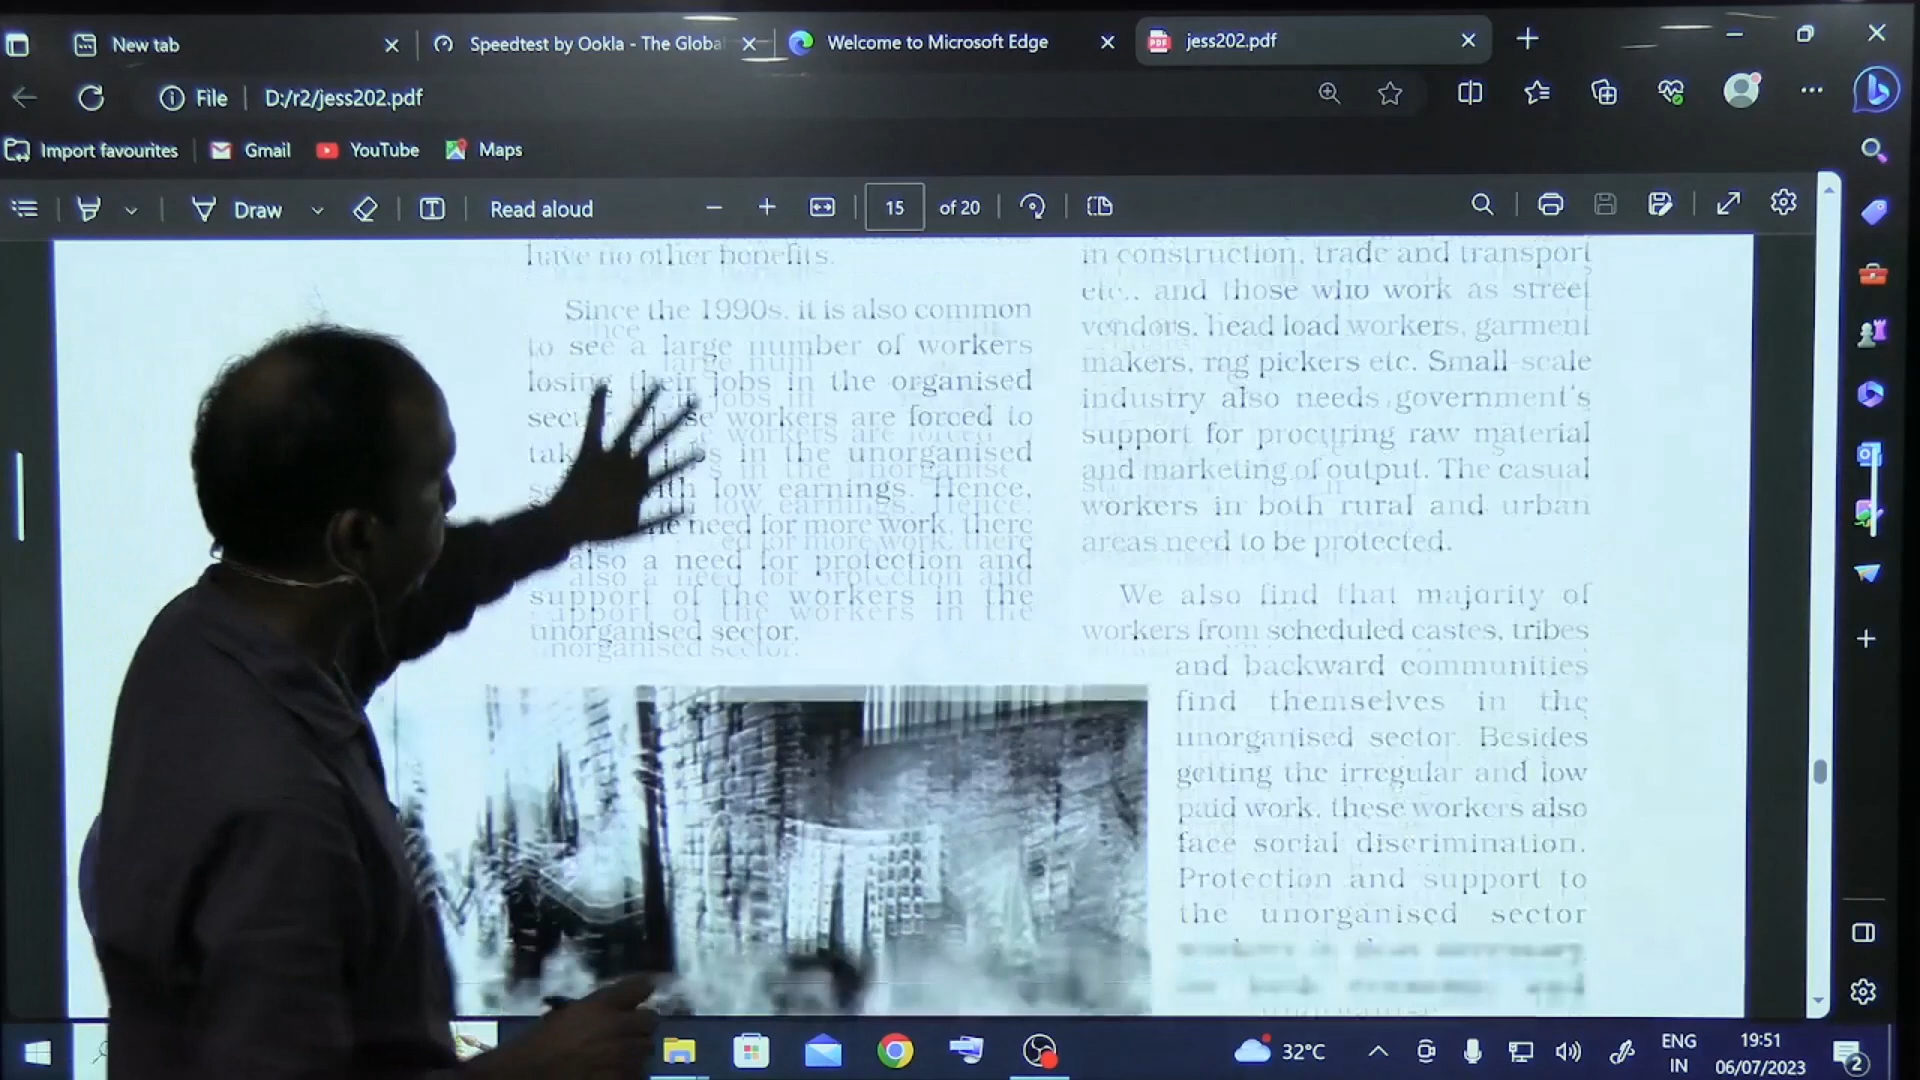 New tab
Speedtest by Ookla - The Global
Welcome to Microsoft Edge
jess202.pdf
File
D:/r2/jess202.pdf
Import favourites
Gmail
YouTube
Maps
Draw
Read aloud
15
of 20
have no other benefits.
Since the 1990s, it is also common
to see a large number of workers
losing their jobs in the organised
workers are forced to
in the unorganised
with low earnings. Hence,
need for more work, there
also a need for protection and
support of the workers in the
unorganised sector.
in construction, trade and transport
etc., and those who work as street
vendors, head load workers, garment
makers, rag pickers etc. Small-scale
industry also needs government's
support for procuring raw material
and marketing of output. The casual
workers in both rural and urban
areas need to be protected.
We also find that majority of
workers from scheduled castes, tribes
and backward communities
find themselves in the
unorganised sector. Besides
getting the irregular and low
paid work, these workers also
face social discrimination.
Protection and support to
the unorganised sector
32°C
ENG
IN
19:51
06/07/2023
2